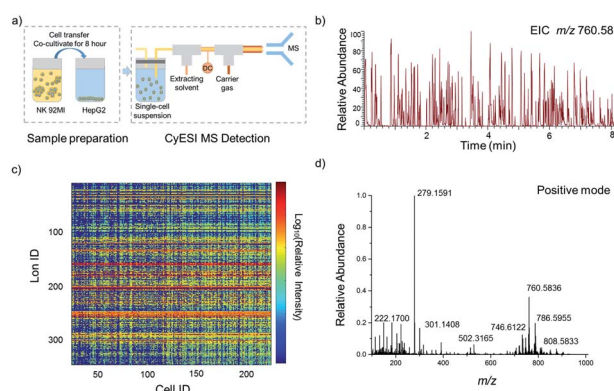 a)
Cell transfer
Co-cultivate for 8 hour
NK 92MI
HepG2
Sample preparation
MS
DC
Extracting
solvent
Carrier
gas
Single-cell
suspension
CyESI MS Detection
b)
EIC m/z 760.58
Relative Abundance
100
80
60
40
20
0
2
4
6
8
Time (min)
c)
Lon ID
100
200
300
50
100
150
200
Cell ID
Log10(Relative Intensity)
d)
Positive mode
Relative Abundance
1.0
0.8
0.6
0.4
0.2
0.0
279.1591
222.1700
301.1408
502.3165
746.6122
760.5836
786.5955
808.5833
200
400
600
800
1000
m/z